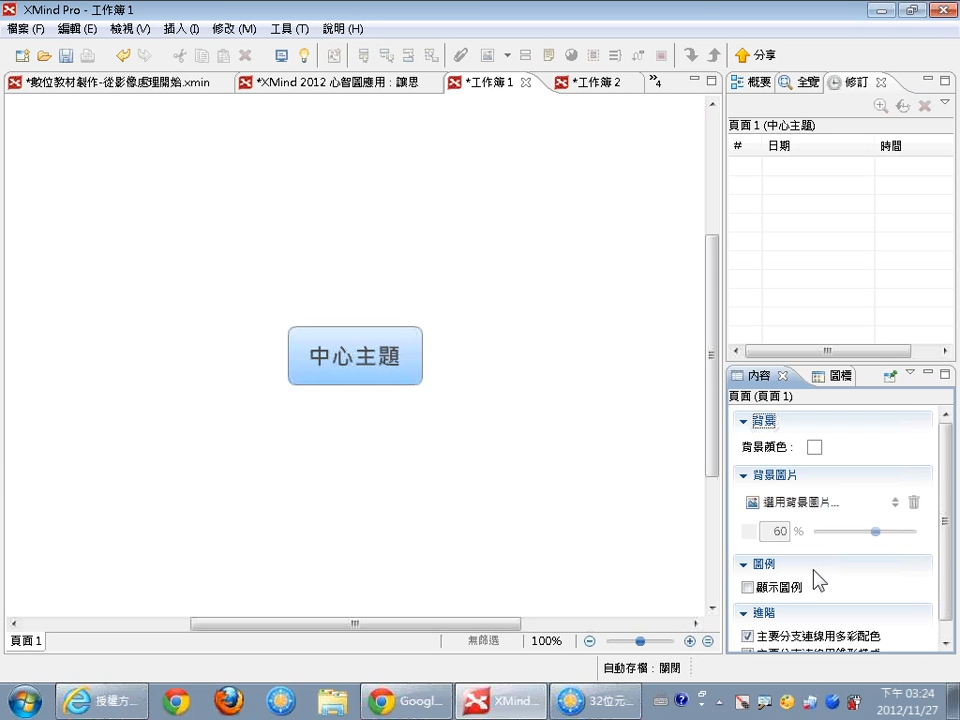 XMind Pro - 工作簿 1
檔案 (F) 編輯 (E) 檢視 (V) 插入 (I) 修改 (M) 工具 (T) 說明 (H)
分享
*數位教材製作-從影像處理開始.xmin *XMind 2012 心智圖應用：讓思 *工作簿 1 *工作簿 2 »4
概要 全覽 修訂
頁面 1 (中心主題)
# 日期 時間
中心主題
內容 圖標
頁面 (頁面 1)
背景
背景顏色：
背景圖片
選用背景圖片...
60 %
圖例
顯示圖例
進階
主要分支連線用多彩配色
頁面 1 無篩選 100%
自動存檔：關閉
授權方... Googl... XMind... 32位元...
下午 03:24
2012/11/27